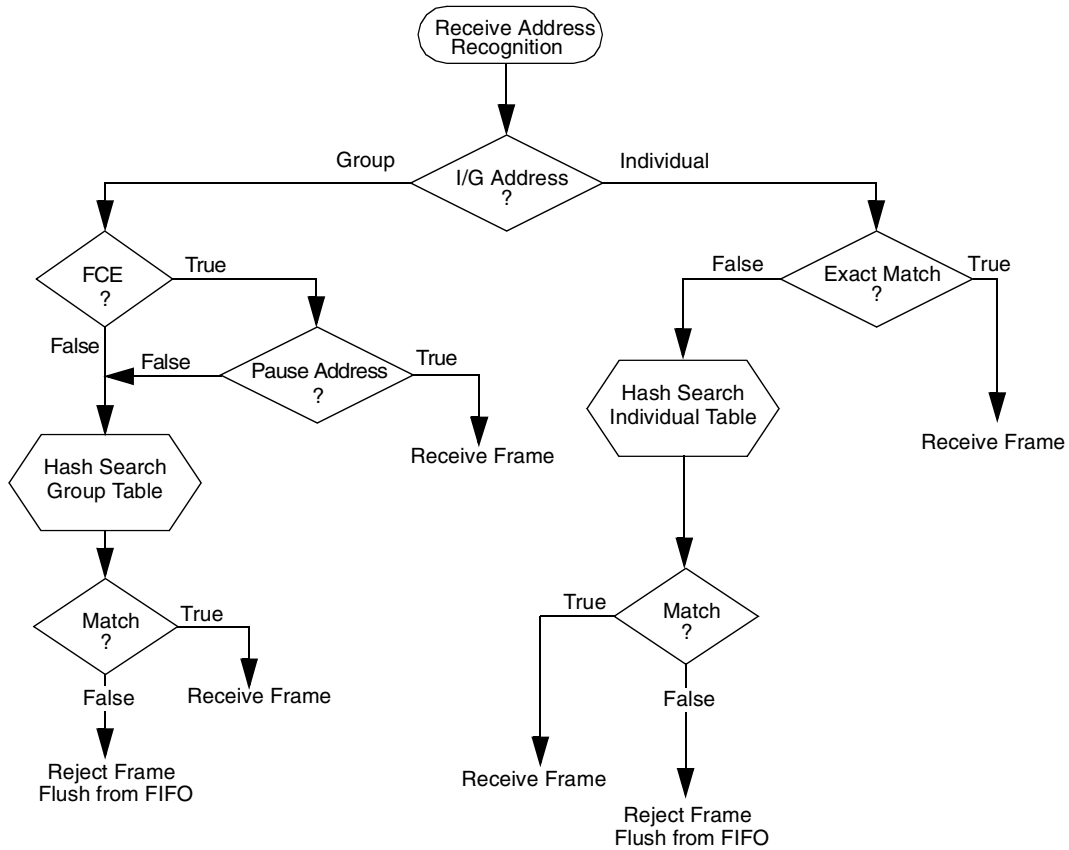 Receive Address
Recognition
Group
I/G Address
?
Individual
FCE
?
True
False
Exact Match
?
True
False
False
Pause Address
?
True
Hash Search
Individual Table
Receive Frame
Receive Frame
Hash Search
Group Table
Match
?
True
True
Match
?
False
Receive Frame
False
Reject Frame
Flush from FIFO
Receive Frame
Reject Frame
Flush from FIFO